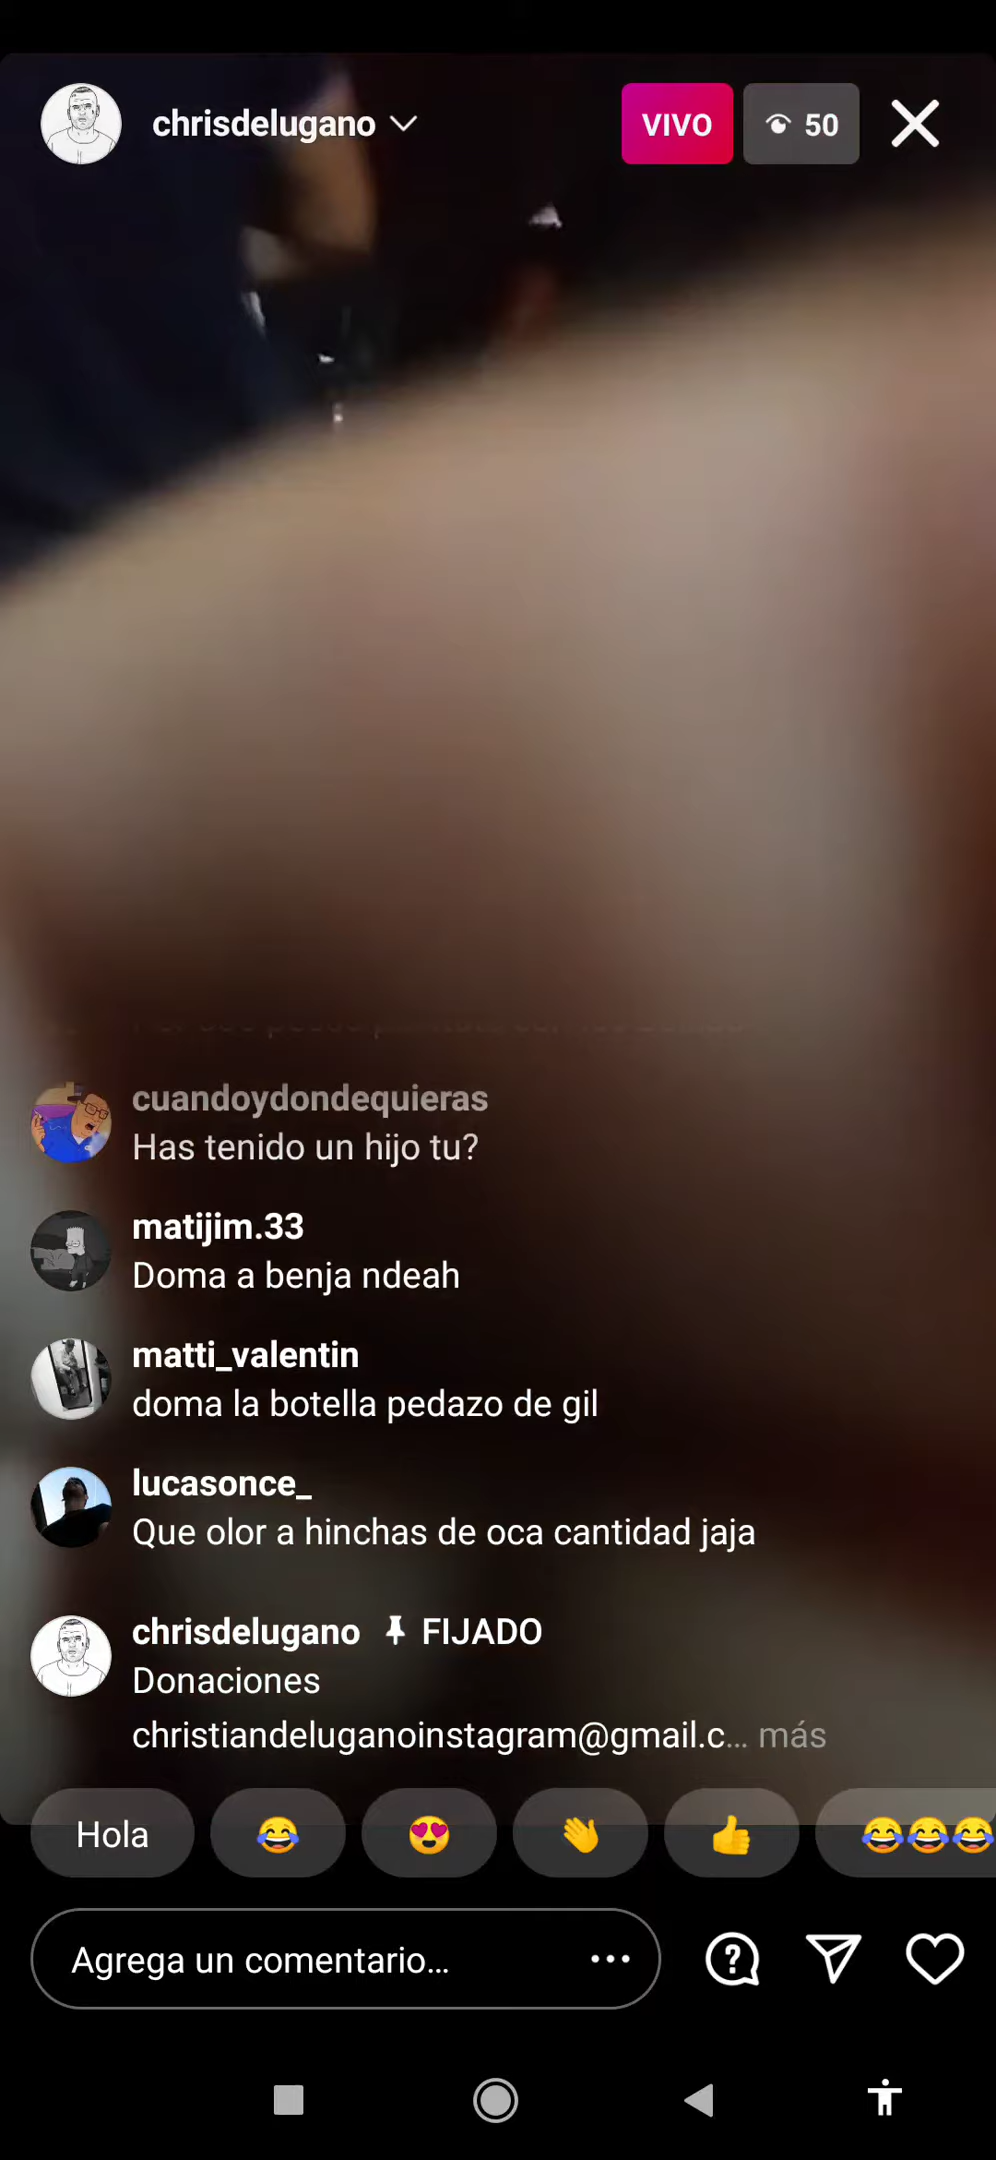 chrisdelugano
VIVO
50
cuandoydondequieras
Has tenido un hijo tu?
matijim.33
Doma a benja ndeah
matti_valentin
doma la botella pedazo de gil
lucasonce_
Que olor a hinchas de oca cantidad jaja
chrisdelugano FIJADO
Donaciones
christiandeluganoinstagram@gmail.c... más
Hola
Agrega un comentario...